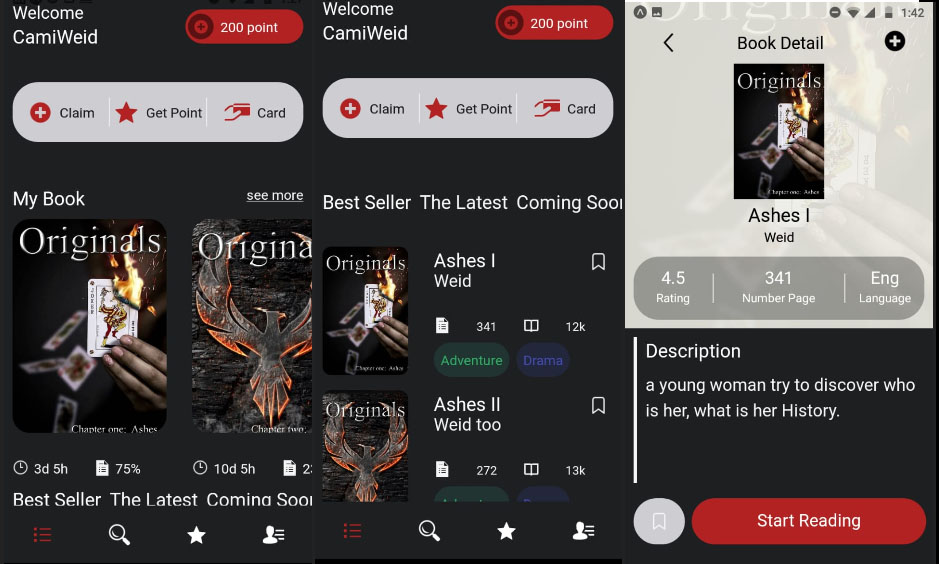 Welcome
CamiWeid
200 point
Claim
Get Point
Card
My Book
see more
Originals
JOKER
Chapter one: Ashes
Origina
Chapter two:
3d 5h
75%
10d 5h
Best Seller The Latest Coming Soon
Welcome
CamiWeid
200 point
Claim
Get Point
Card
Best Seller The Latest Coming Soon
Originals
Chapter one: Ashes
Ashes I
Weid
341
12k
Adventure
Drama
Originals
Ashes II
Weid too
272
13k
Originals
1:42
Book Detail
Originals
Chapter one: Ashes
Ashes I
Weid
4.5
Rating
341
Number Page
Eng
Language
Description
a young woman try to discover who
is her, what is her History.
Start Reading